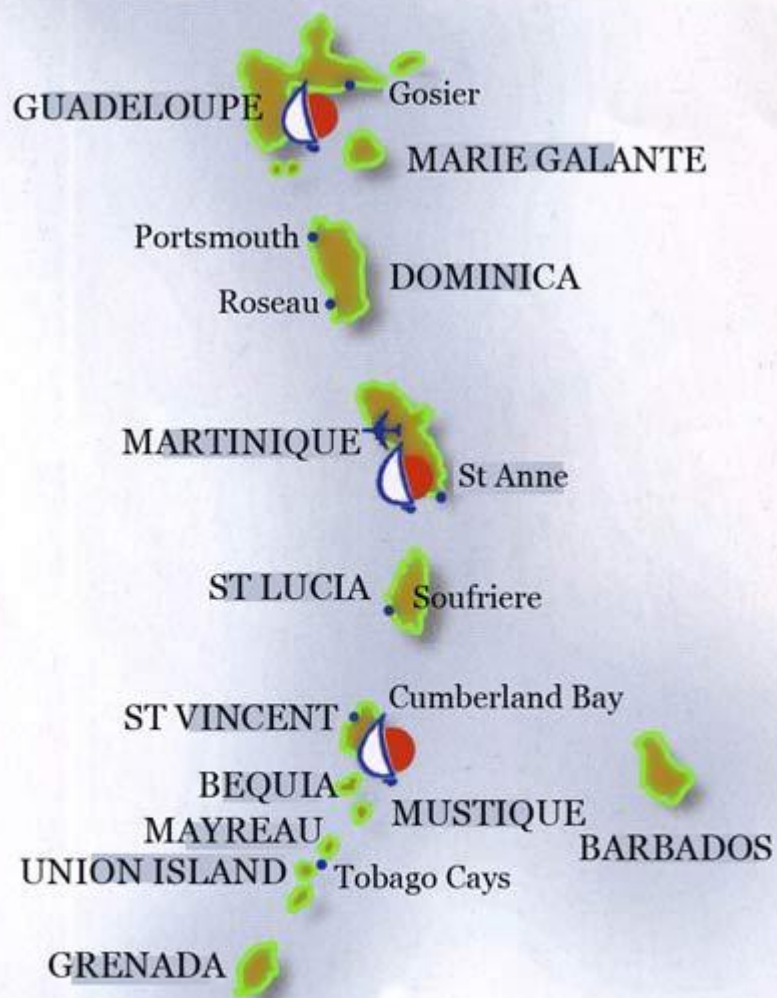 GUADELOUPE
Gosier
MARIE GALANTE
Portsmouth
DOMINICA
Roseau
MARTINIQUE
St Anne
ST LUCIA
Soufriere
Cumberland Bay
ST VINCENT
BEQUIA
MUSTIQUE
MAYREAU
BARBADOS
UNION ISLAND
Tobago Cays
GRENADA